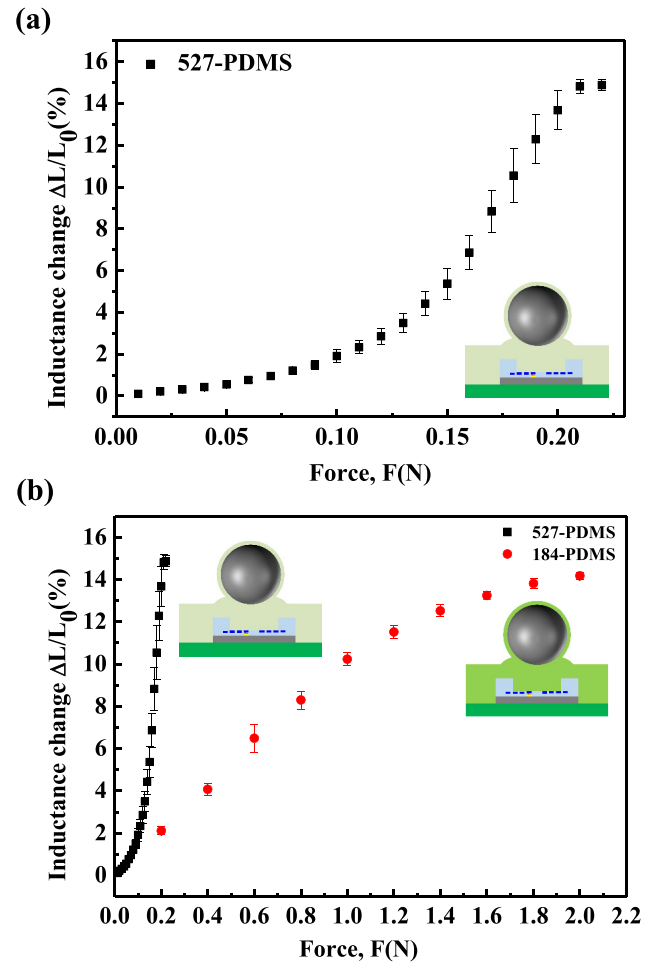 (a)
527-PDMS
Inductance change ΔL/L₀(%)
16
14
12
10
8
6
4
2
0
0.00 0.05 0.10 0.15 0.20
Force, F(N)
(b)
527-PDMS
184-PDMS
Inductance change ΔL/L₀(%)
16
14
12
10
8
6
4
2
0
0.0 0.2 0.4 0.6 0.8 1.0 1.2 1.4 1.6 1.8 2.0 2.2
Force, F(N)